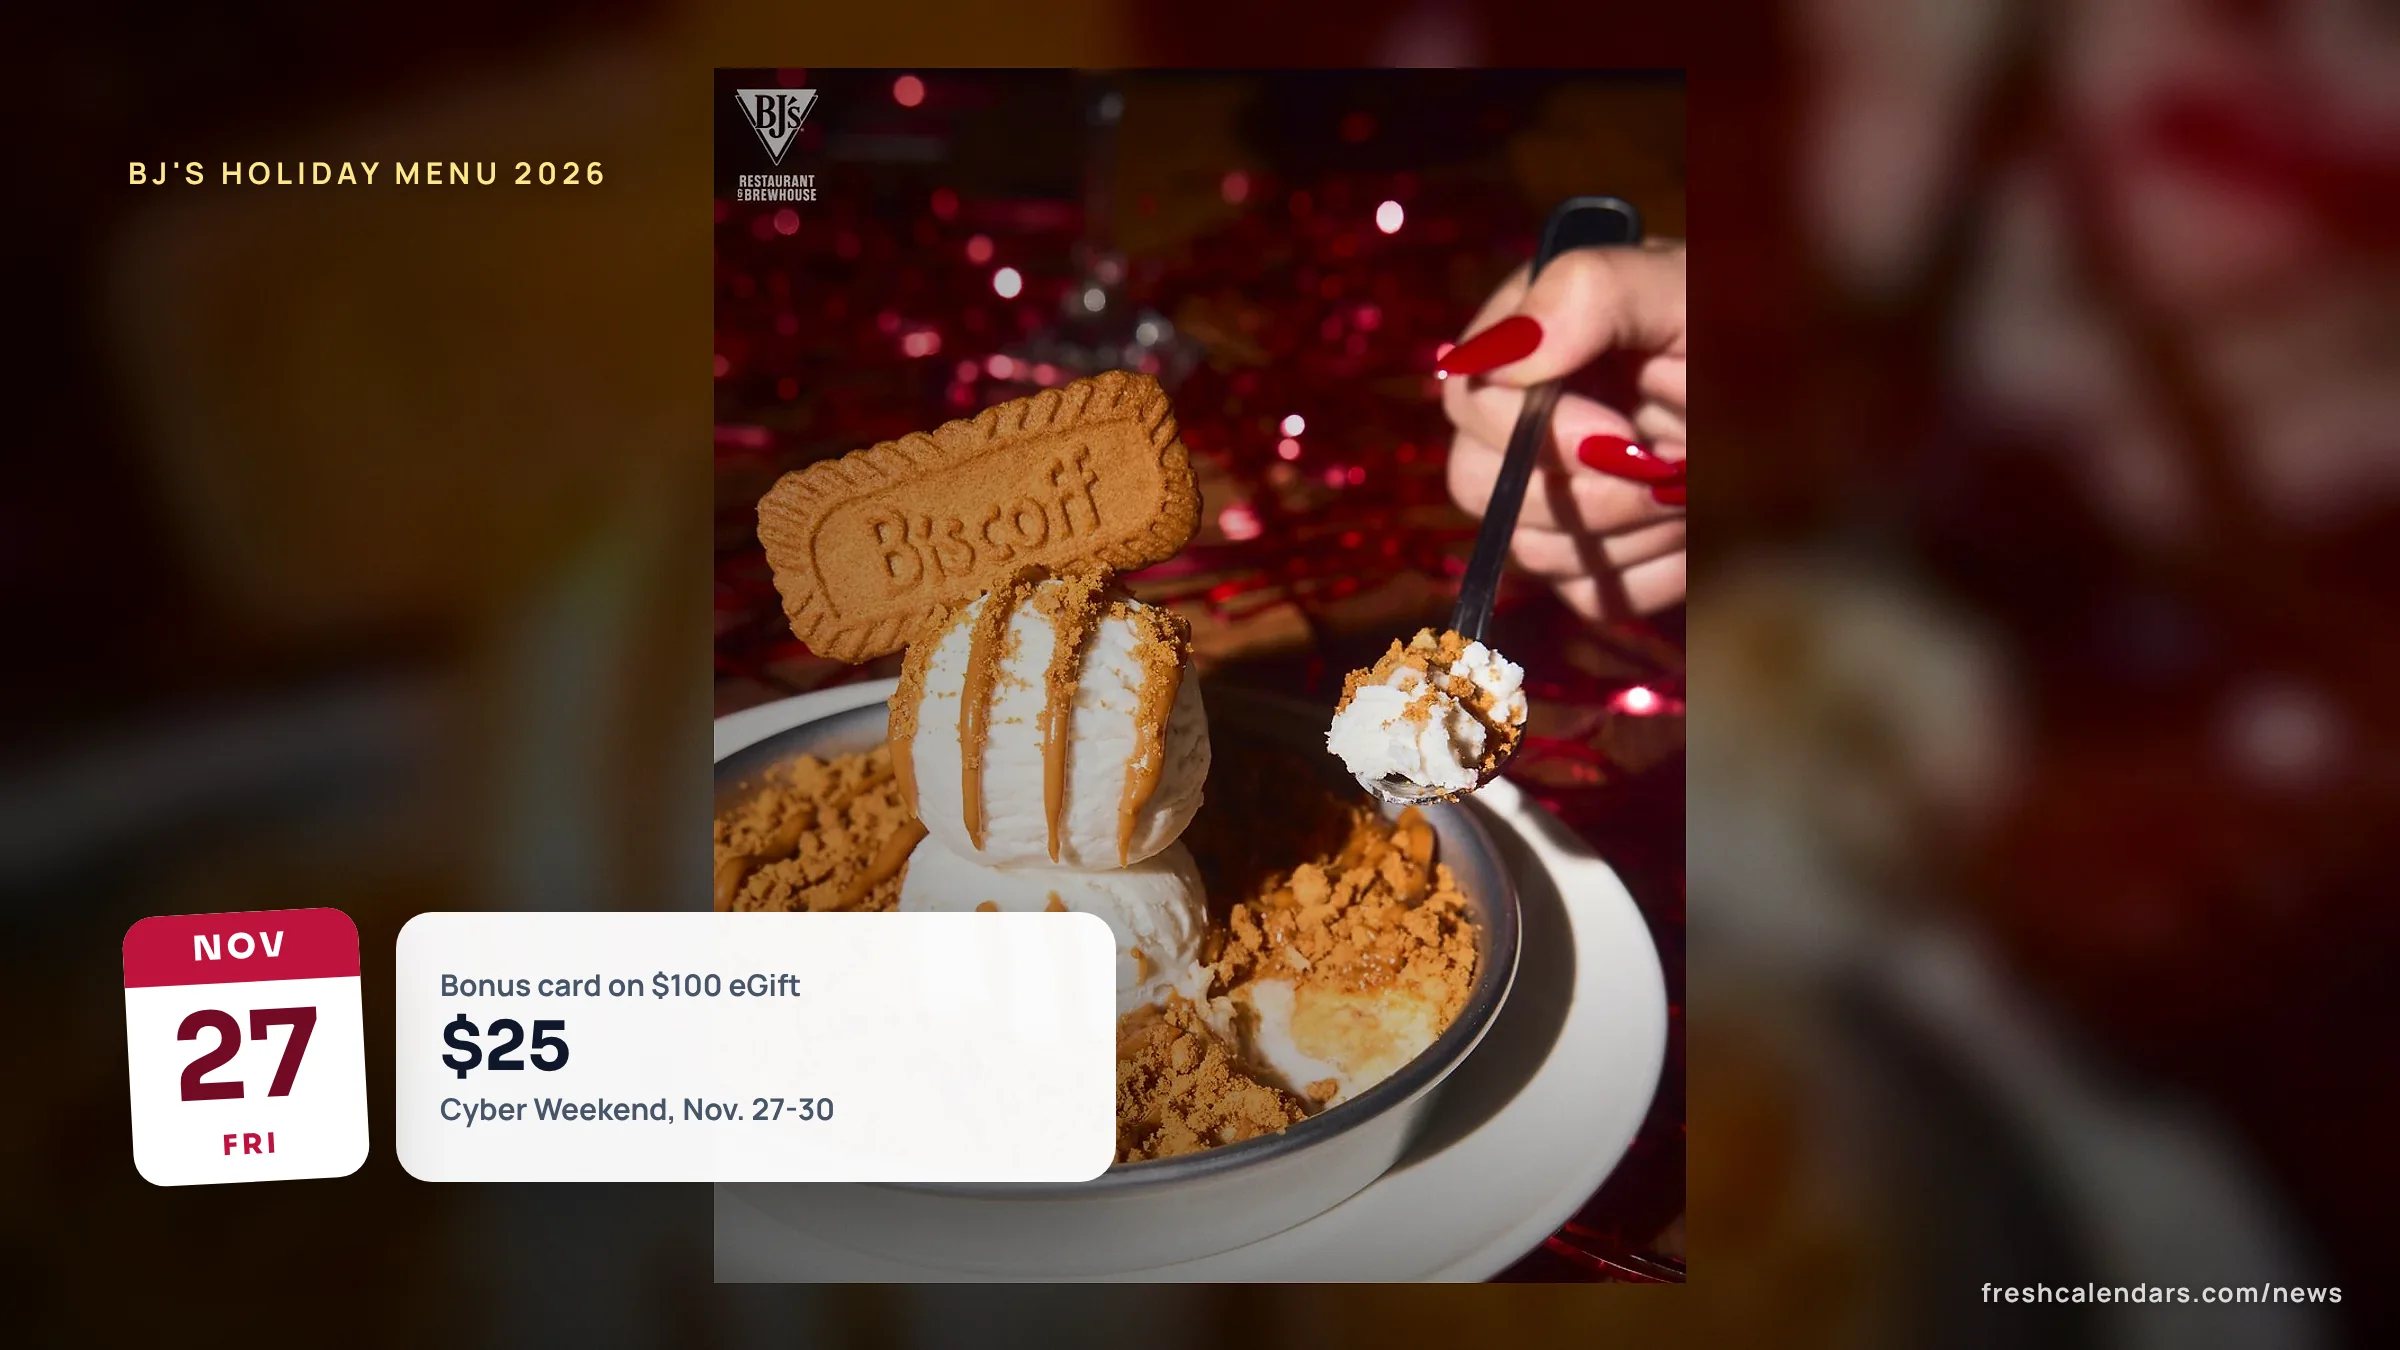 BJ'S HOLIDAY MENU 2026
BJ's
RESTAURANT
& BREWHOUSE
Biscoff
NOV
27
FRI
Bonus card on $100 eGift
$25
Cyber Weekend, Nov. 27-30
freshcalendars.com/news